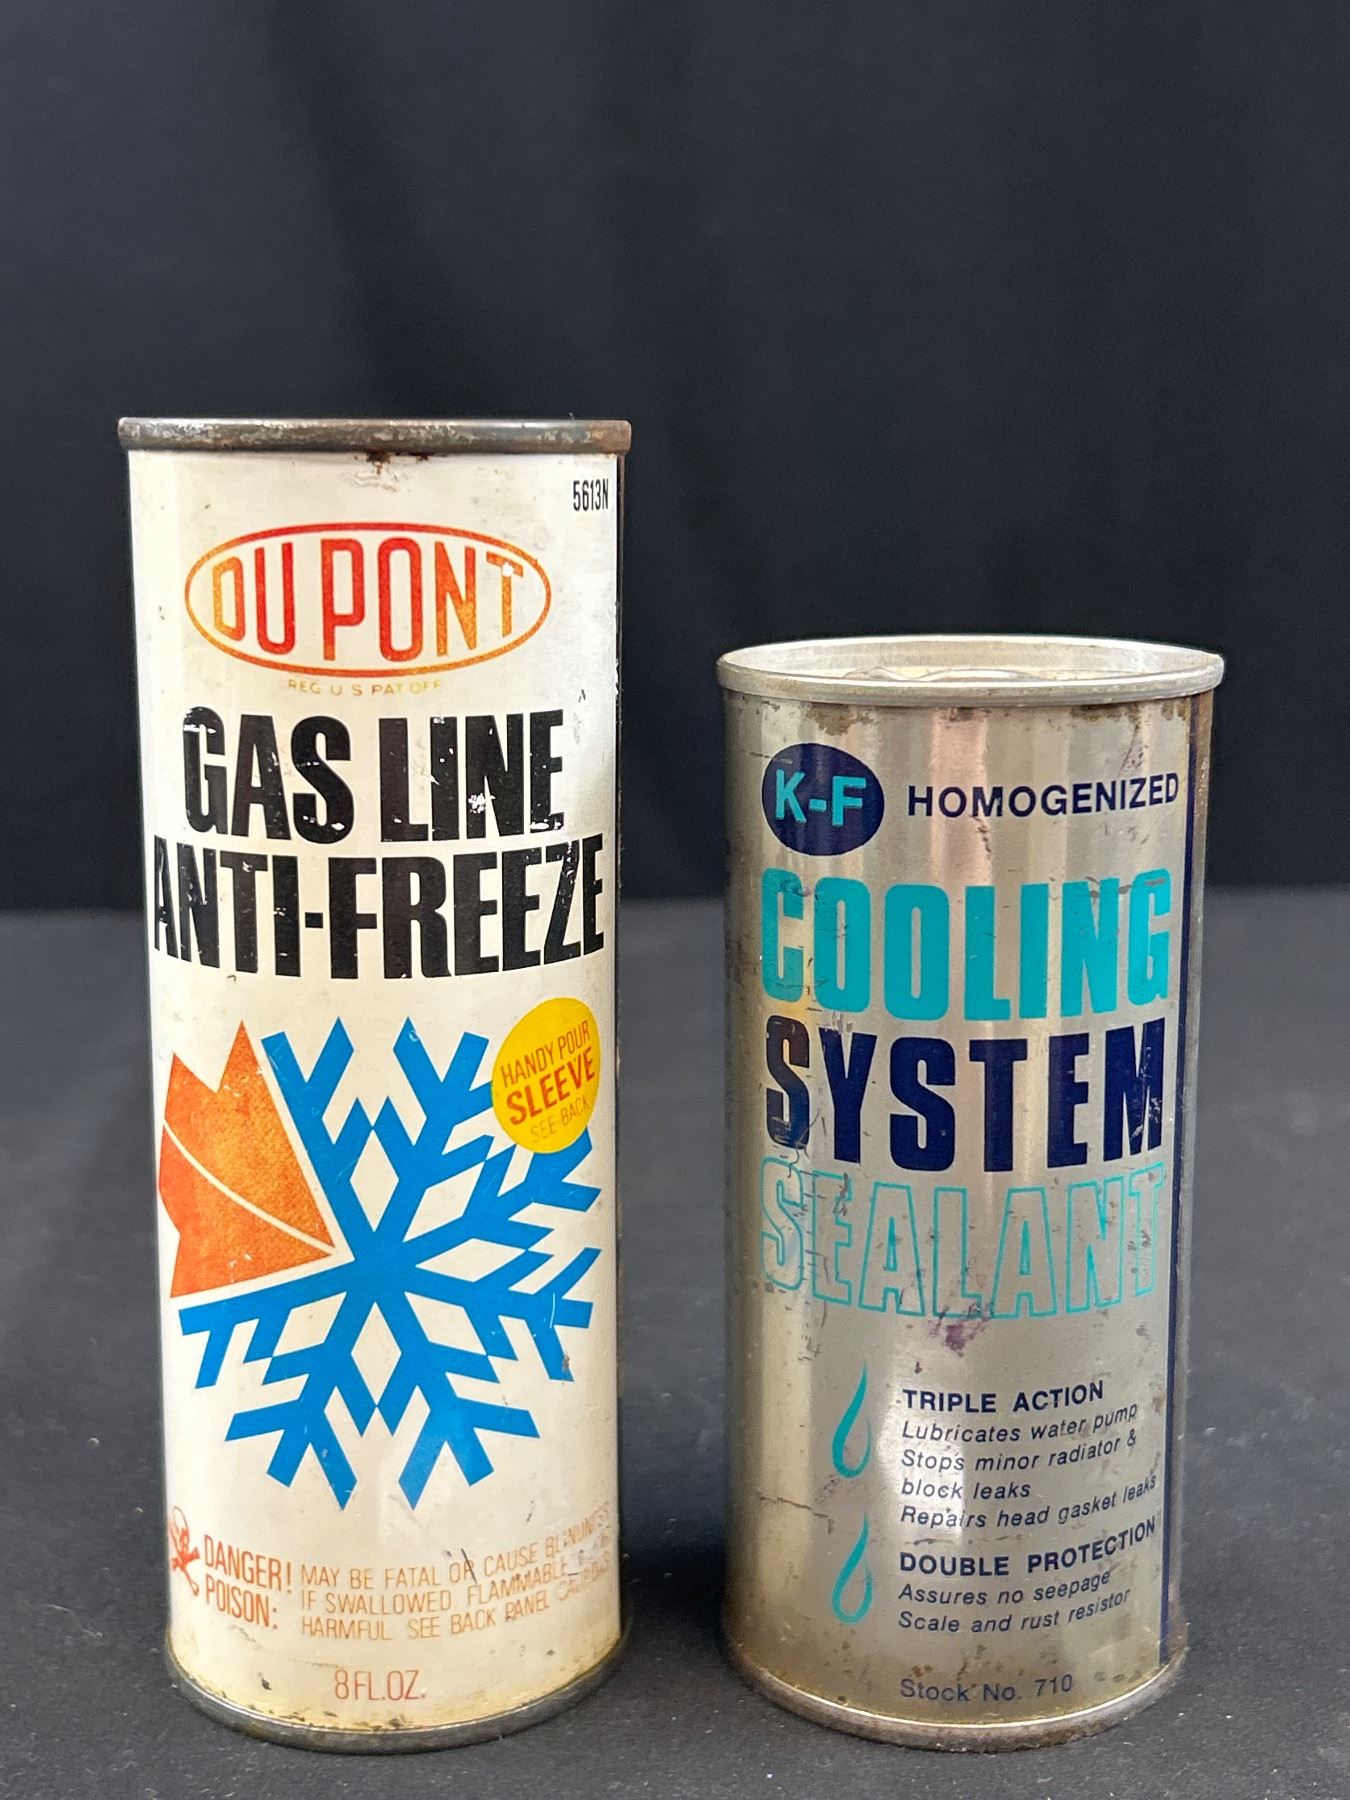 5613N
DU PONT
REG U S PAT OFF
GAS LINE
ANTI-FREEZE
HANDY POUR
SLEEVE
SEE BACK
DANGER!
POISON:
MAY BE FATAL OR CAUSE BLINDNESS
IF SWALLOWED. FLAMMABLE.
HARMFUL. SEE BACK PANEL
8 FL. OZ.
K-F
HOMOGENIZED
COOLING
SYSTEM
SEALANT
TRIPLE ACTION
Lubricates water pump
Stops minor radiator &
block leaks
Repairs head gasket leaks
DOUBLE PROTECTION
Assures no seepage
Scale and rust resistor
Stock No. 710